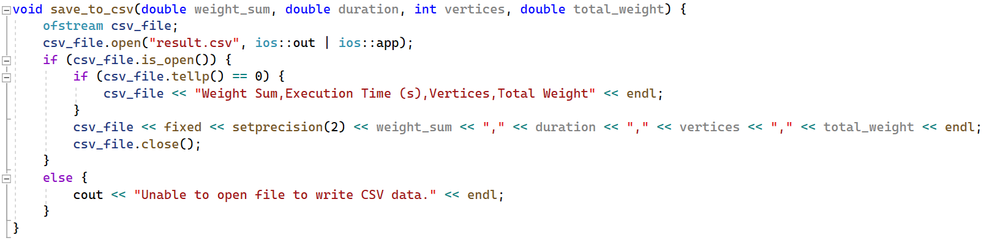 void save_to_csv(double weight_sum, double duration, int vertices, double total_weight) {
    ofstream csv_file;
    csv_file.open("result.csv", ios::out | ios::app);
    if (csv_file.is_open()) {
        if (csv_file.tellp() == 0) {
            csv_file << "Weight Sum,Execution Time (s),Vertices,Total Weight" << endl;
        }
        csv_file << fixed << setprecision(2) << weight_sum << "," << duration << "," << vertices << "," << total_weight << endl;
        csv_file.close();
    }
    else {
        cout << "Unable to open file to write CSV data." << endl;
    }
}